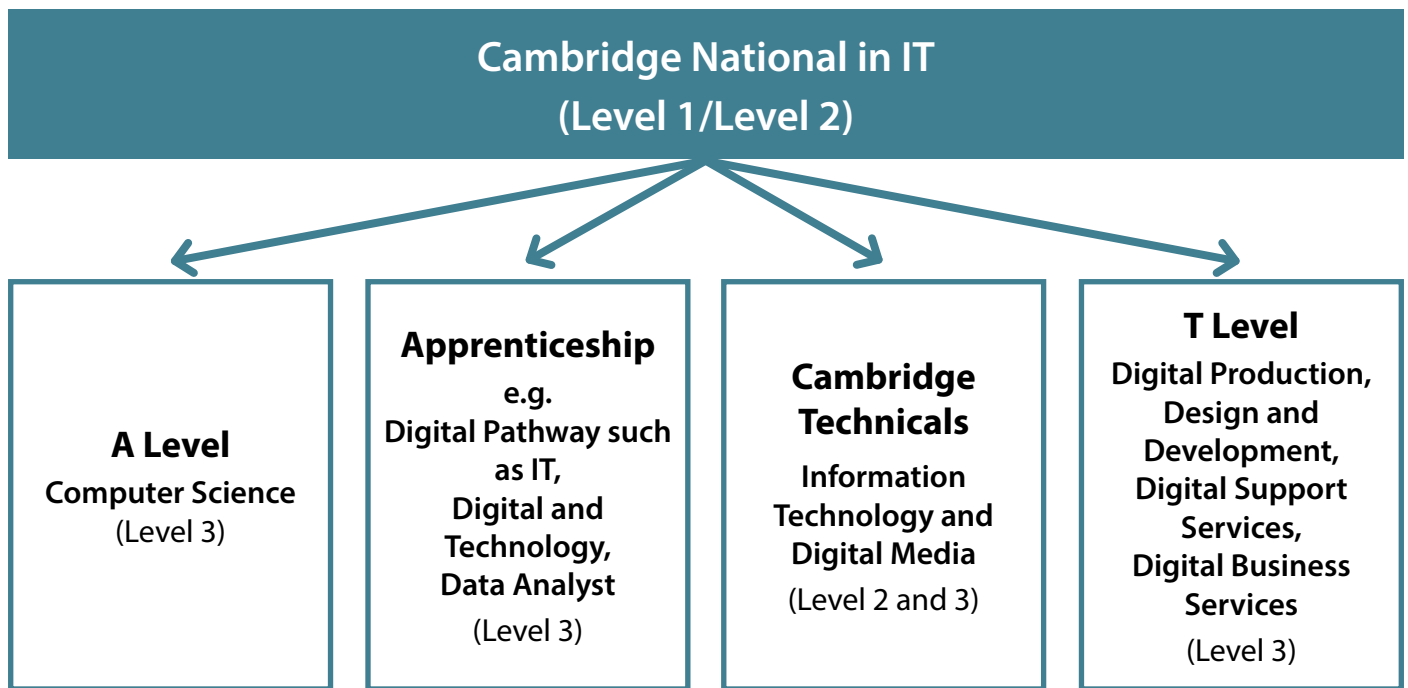 Cambridge National in IT
(Level 1/Level 2)
A Level
Computer Science
(Level 3)
Apprenticeship
e.g.
Digital Pathway such
as IT,
Digital and
Technology,
Data Analyst
(Level 3)
Cambridge
Technicals
Information
Technology and
Digital Media
(Level 2 and 3)
T Level
Digital Production,
Design and
Development,
Digital Support
Services,
Digital Business
Services
(Level 3)